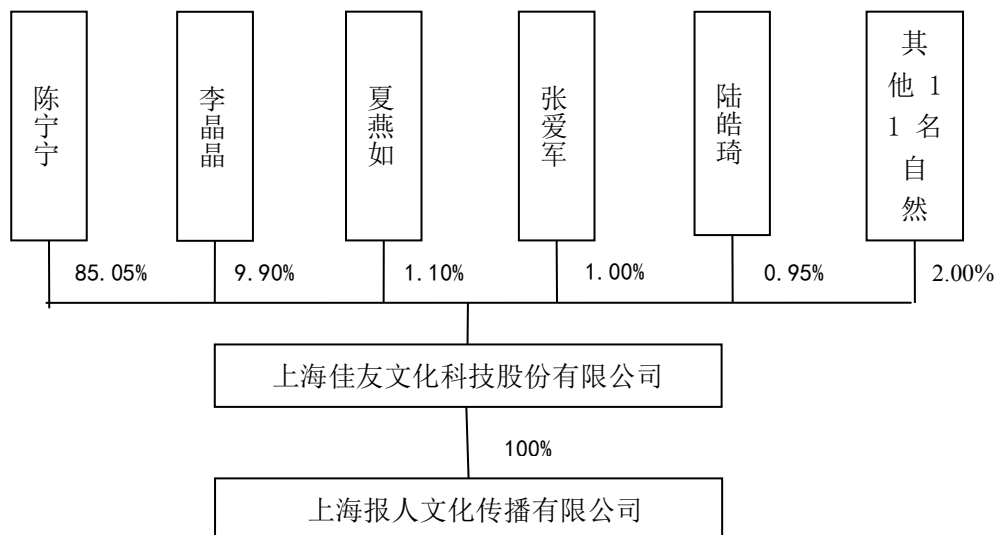 陈宁宁
李晶晶
夏燕如
张爱军
陆皓琦
其
他 1
1 名
自
然
85.05%
9.90%
1.10%
1.00%
0.95%
2.00%
上海佳友文化科技股份有限公司
100%
上海报人文化传播有限公司